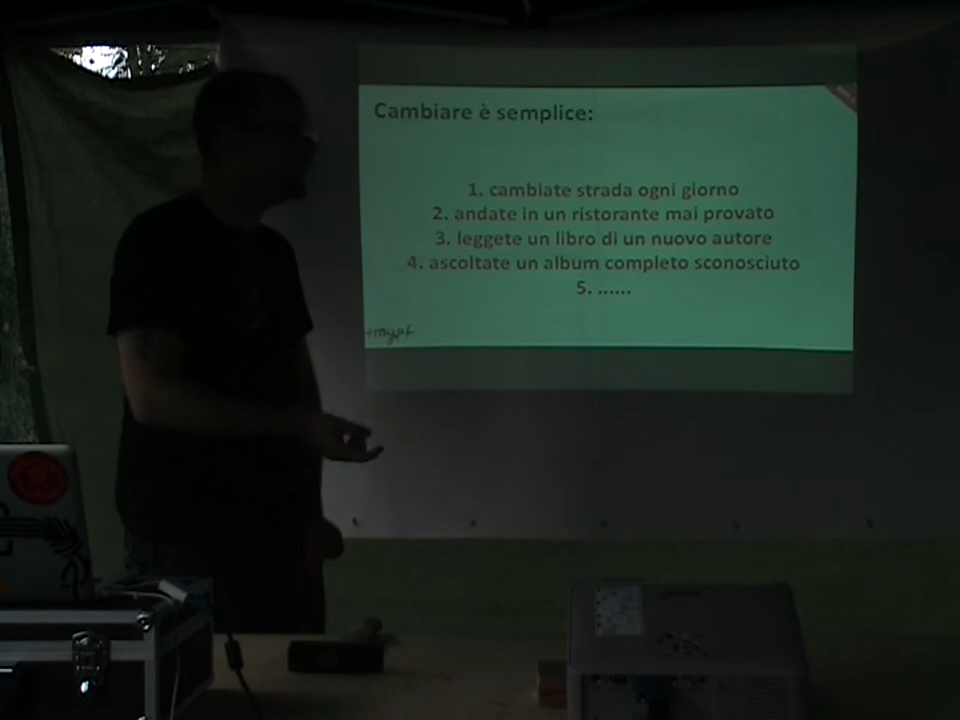 Cambiare è semplice:
1. cambiate strada ogni giorno
2. andate in un ristorante mai provato
3. leggete un libro di un nuovo autore
4. ascoltate un album completo sconosciuto
5. ......